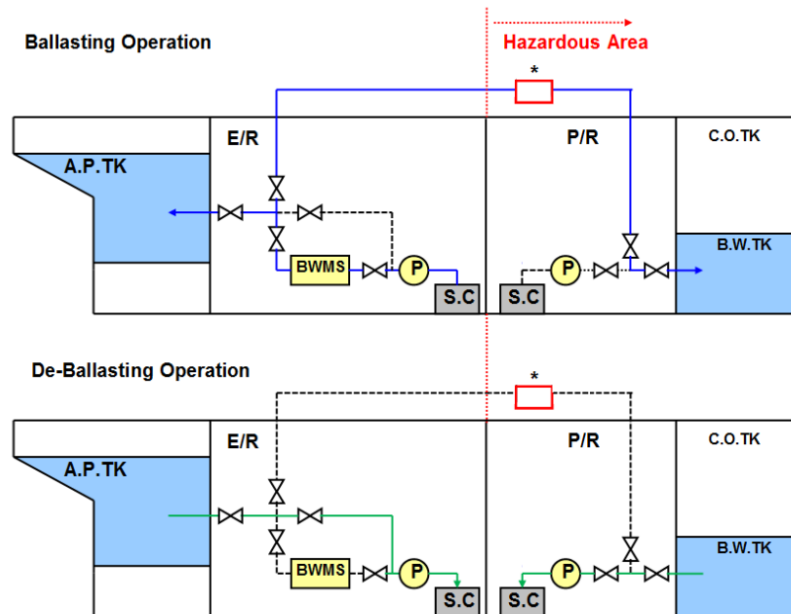 Ballasting Operation
Hazardous Area
*
E/R
P/R
C.O.TK
A.P.TK
B.W.TK
BWMS
P
S.C
P
S.C
De-Ballasting Operation
*
E/R
P/R
C.O.TK
A.P.TK
B.W.TK
BWMS
P
S.C
P
S.C